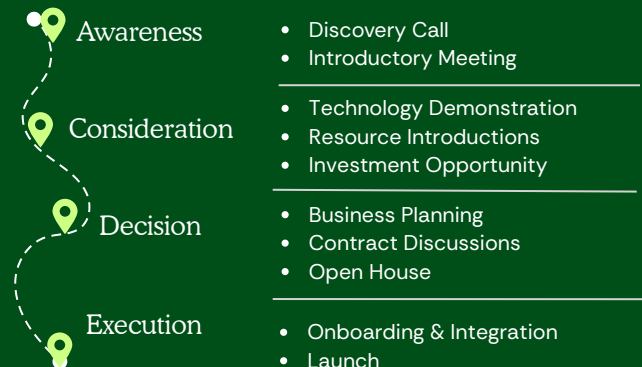 Awareness
• Discovery Call
• Introductory Meeting
Consideration
• Technology Demonstration
• Resource Introductions
• Investment Opportunity
Decision
• Business Planning
• Contract Discussions
• Open House
Execution
• Onboarding & Integration
• Launch